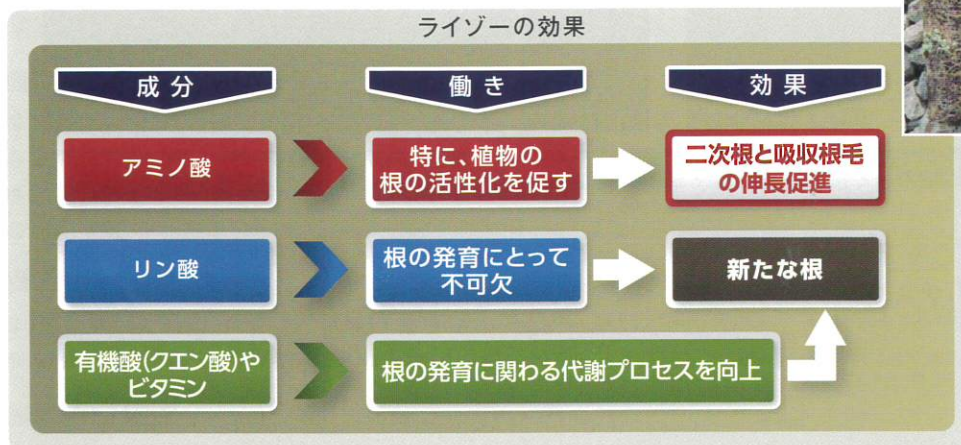 ライゾーの効果
成分
働き
効果
アミノ酸
特に、植物の
根の活性化を促す
二次根と吸収根毛
の伸長促進
リン酸
根の発育にとって
不可欠
新たな根
有機酸(クエン酸)や
ビタミン
根の発育に関わる代謝プロセスを向上